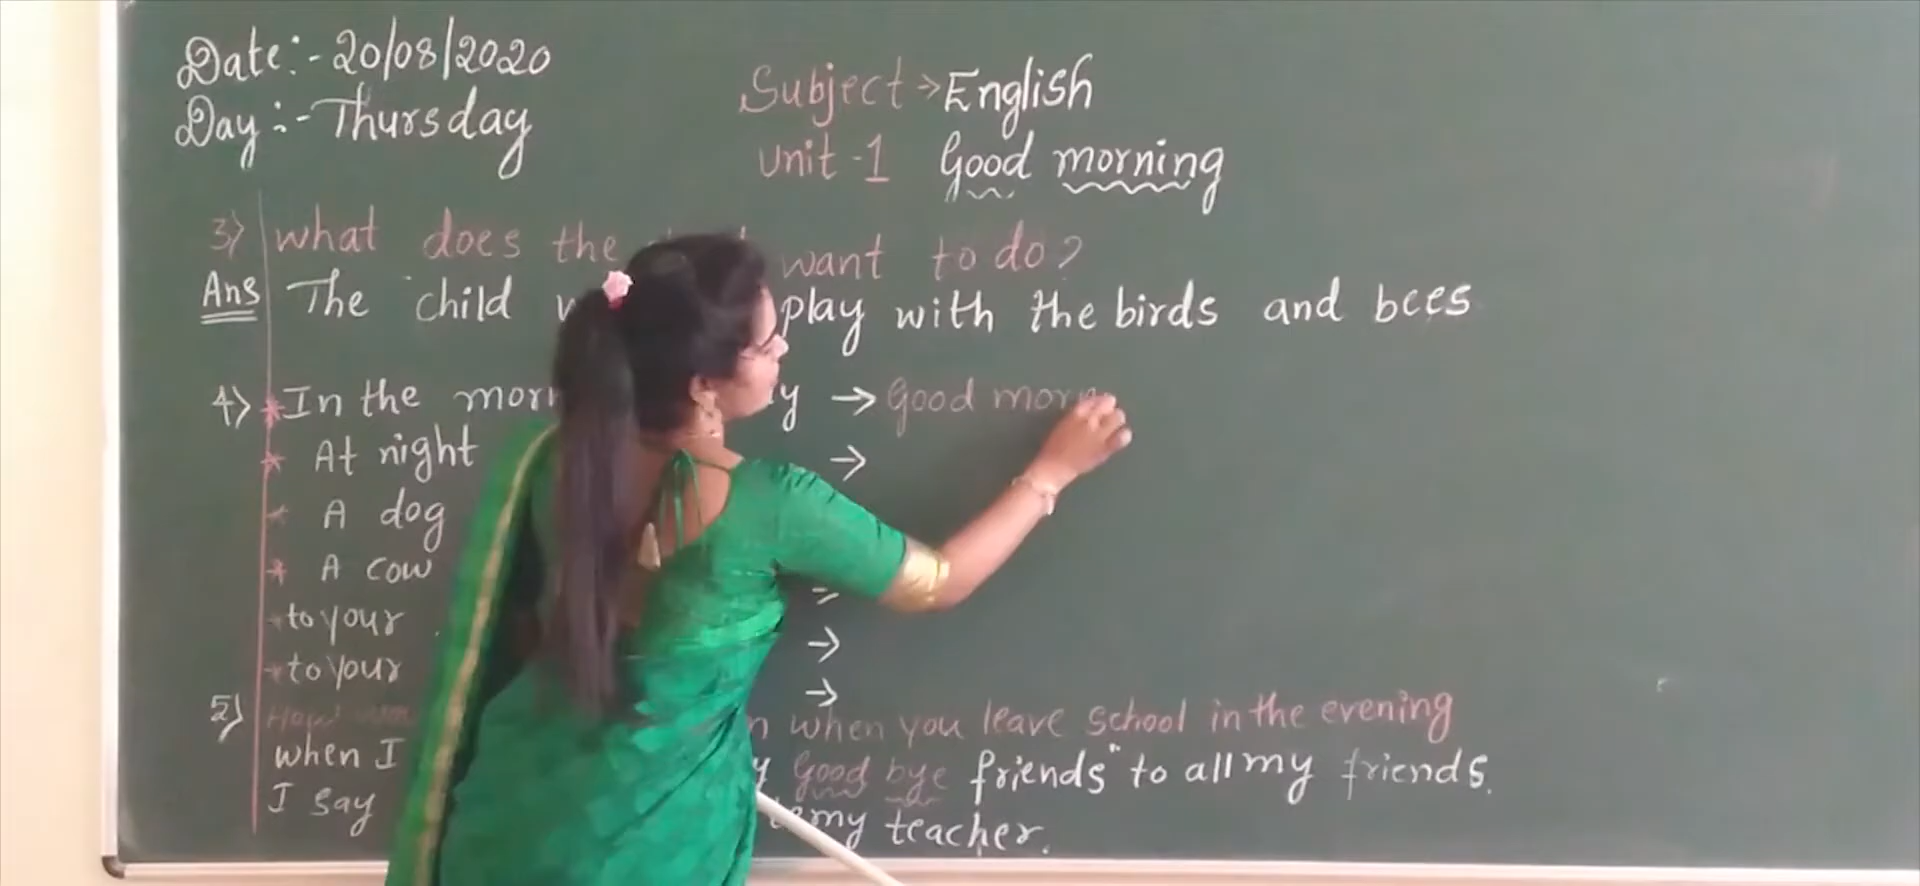 Date:- 20/08/2020
Day:- Thursday
Subject → English
Unit -1 Good morning
3) what does the want to do?
Ans The child play with the birds and bees
4) * In the y → Good morn
* At night →
* A dog
* A cow →
to your →
to your →
5) when you leave school in the evening
when I y Good bye friends" to all my friends.
I say my teacher.